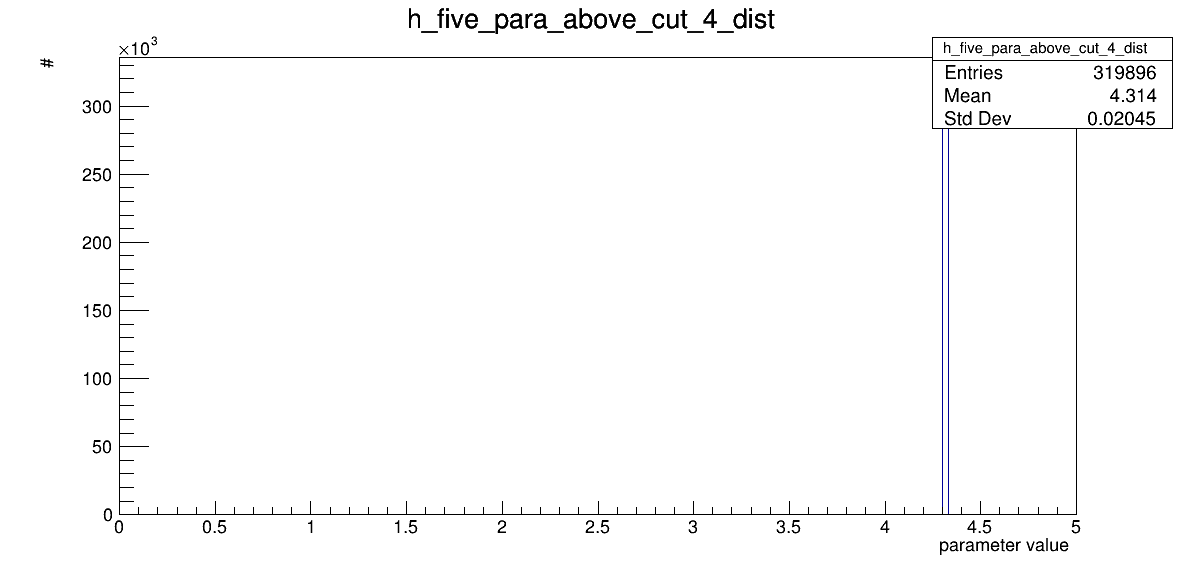 h_five_para_above_cut_4_dist
×10³
#
h_five_para_above_cut_4_dist
Entries 319896
Mean 4.314
Std Dev 0.02045
300
250
200
150
100
50
0
0 0.5 1 1.5 2 2.5 3 3.5 4 4.5 5
parameter value